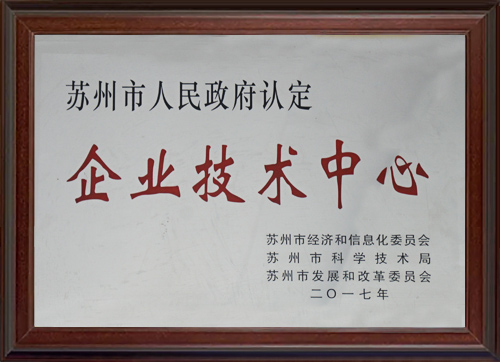 苏州市人民政府认定
企业技术中心
苏州市经济和信息化委员会
苏州市科学技术局
苏州市发展和改革委员会
二〇一七年